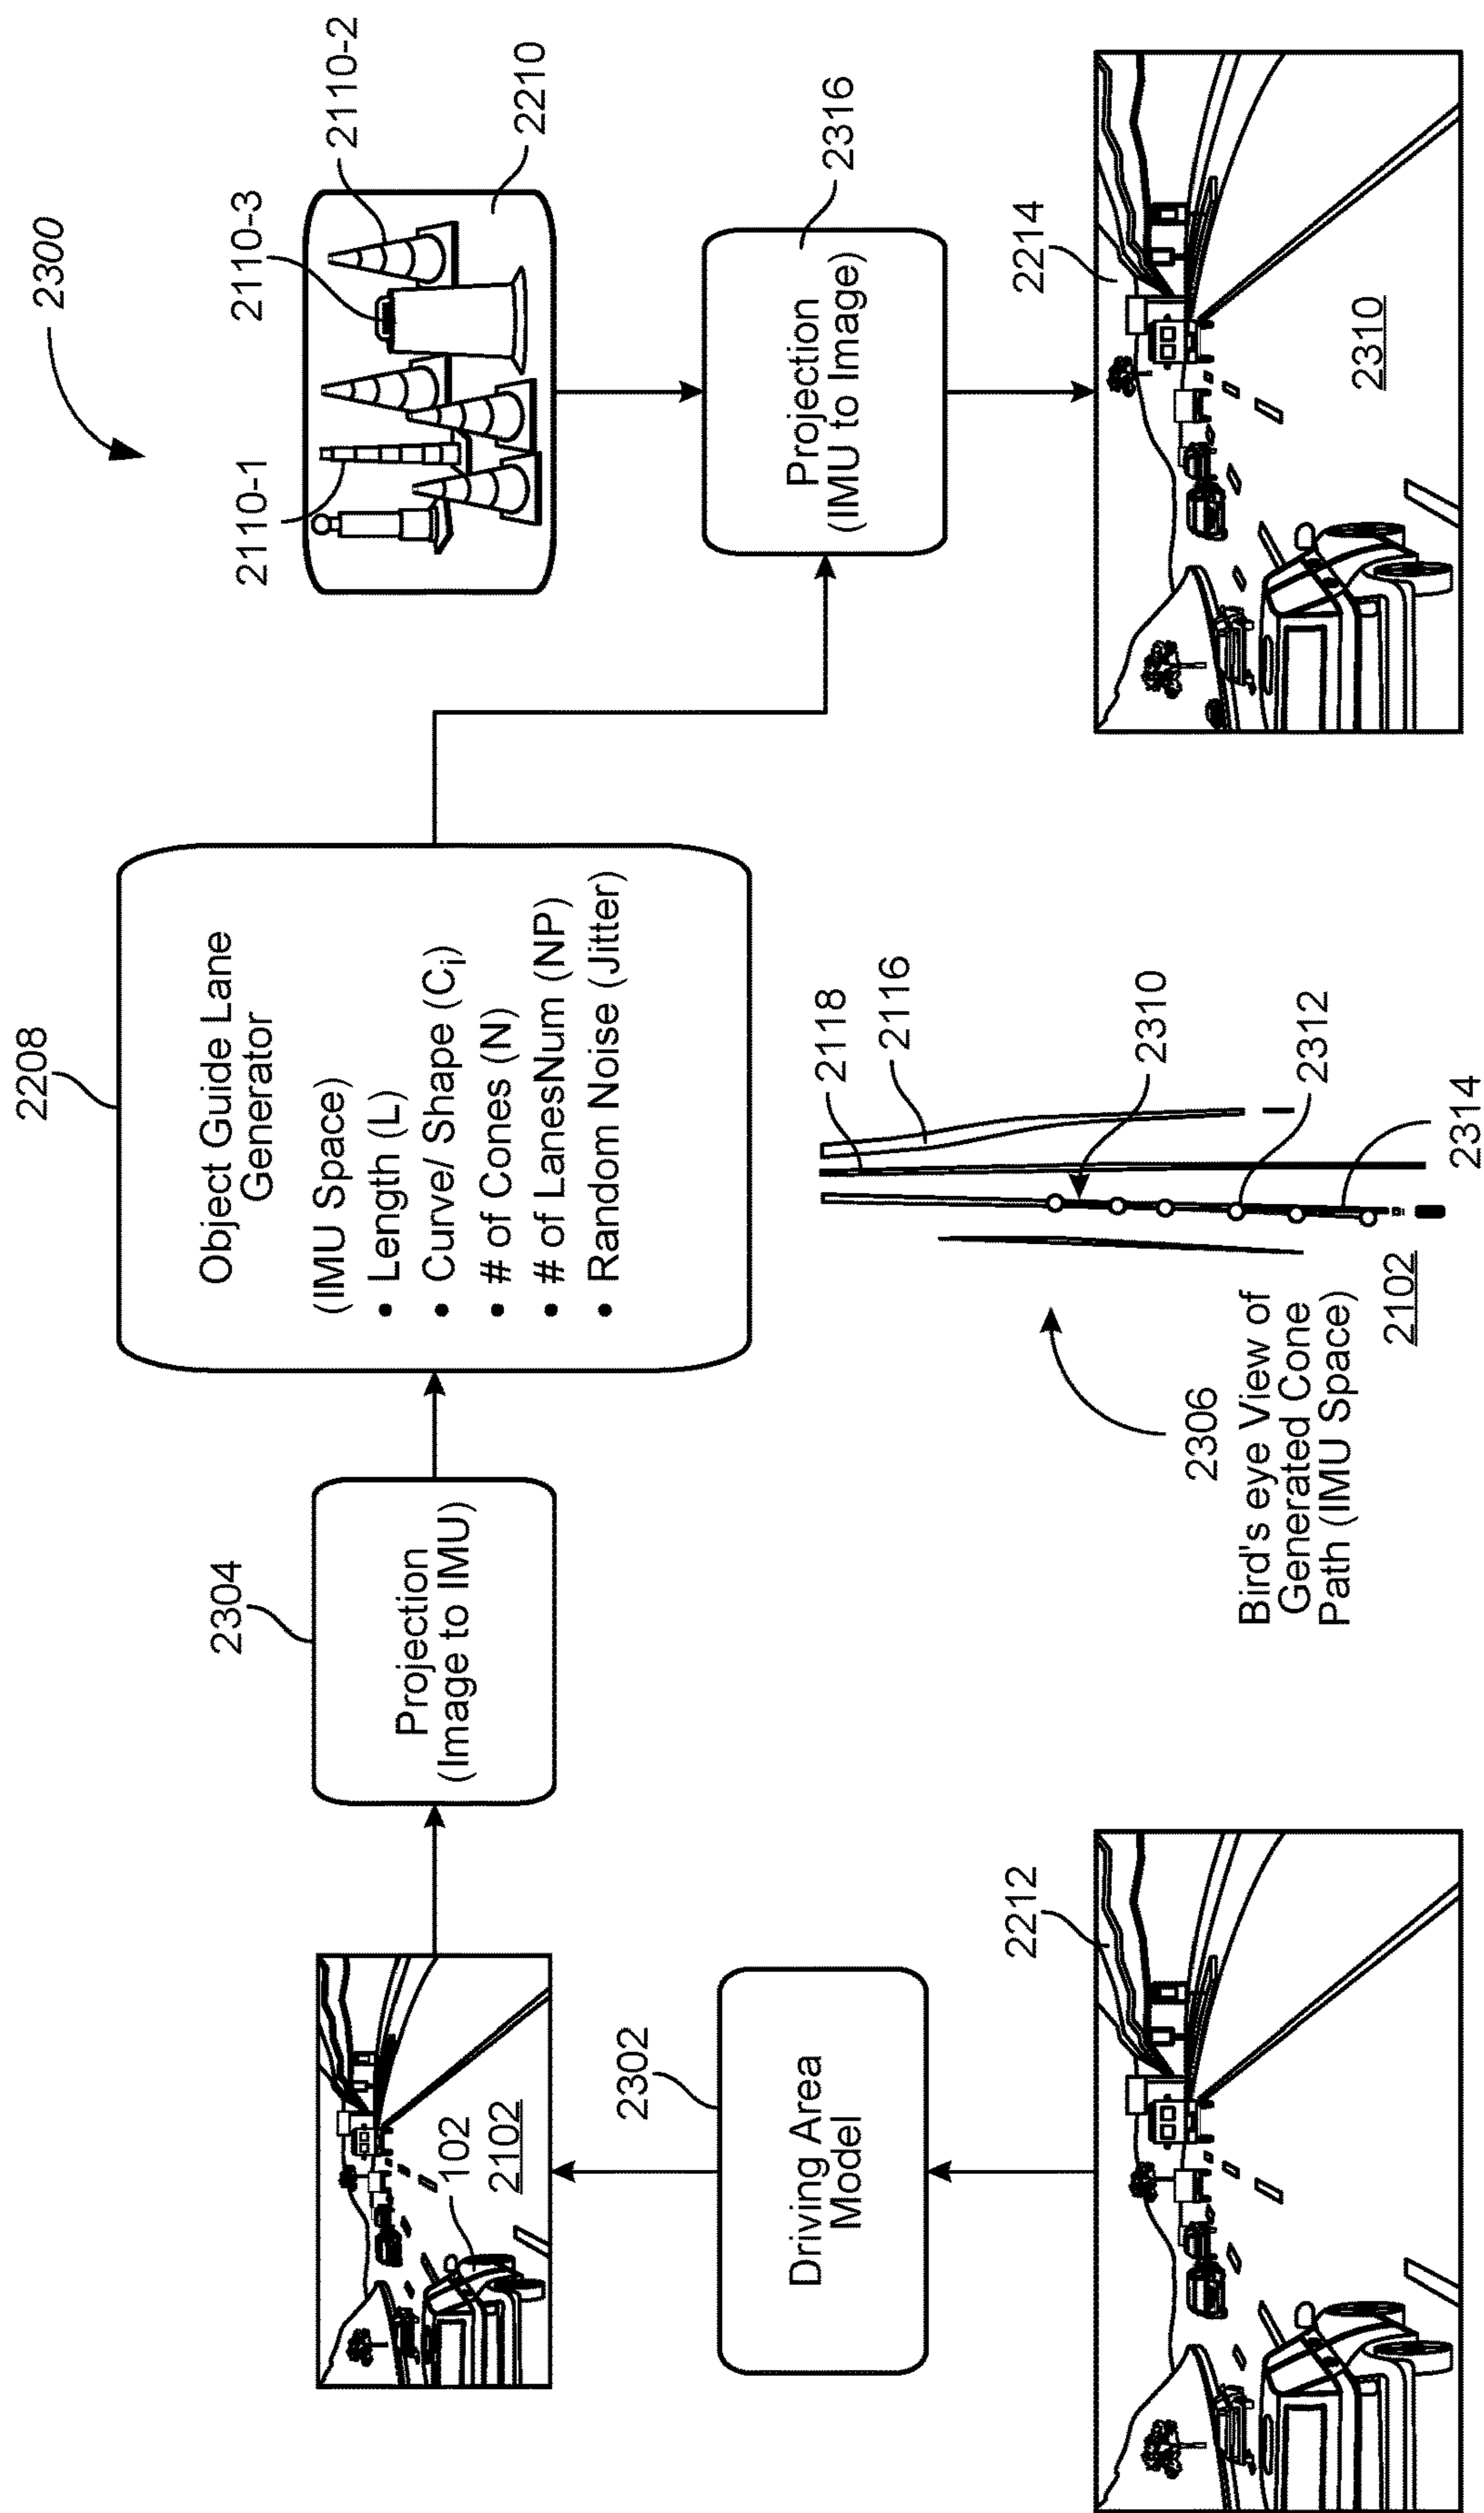 2300
2212
2302
Driving Area
Model
102
2102
2304
Projection
(Image to IMU)
2208
Object Guide Lane
Generator
(IMU Space)
• Length (L)
• Curve/ Shape (Ci)
• # of Cones (N)
• # of LanesNum (NP)
• Random Noise (Jitter)
2306
Bird's eye View of
Generated Cone
Path (IMU Space)
2102
2118
2116
2310
2312
2314
2110-1
2110-3
2110-2
2210
2316
Projection
(IMU to Image)
2214
2310